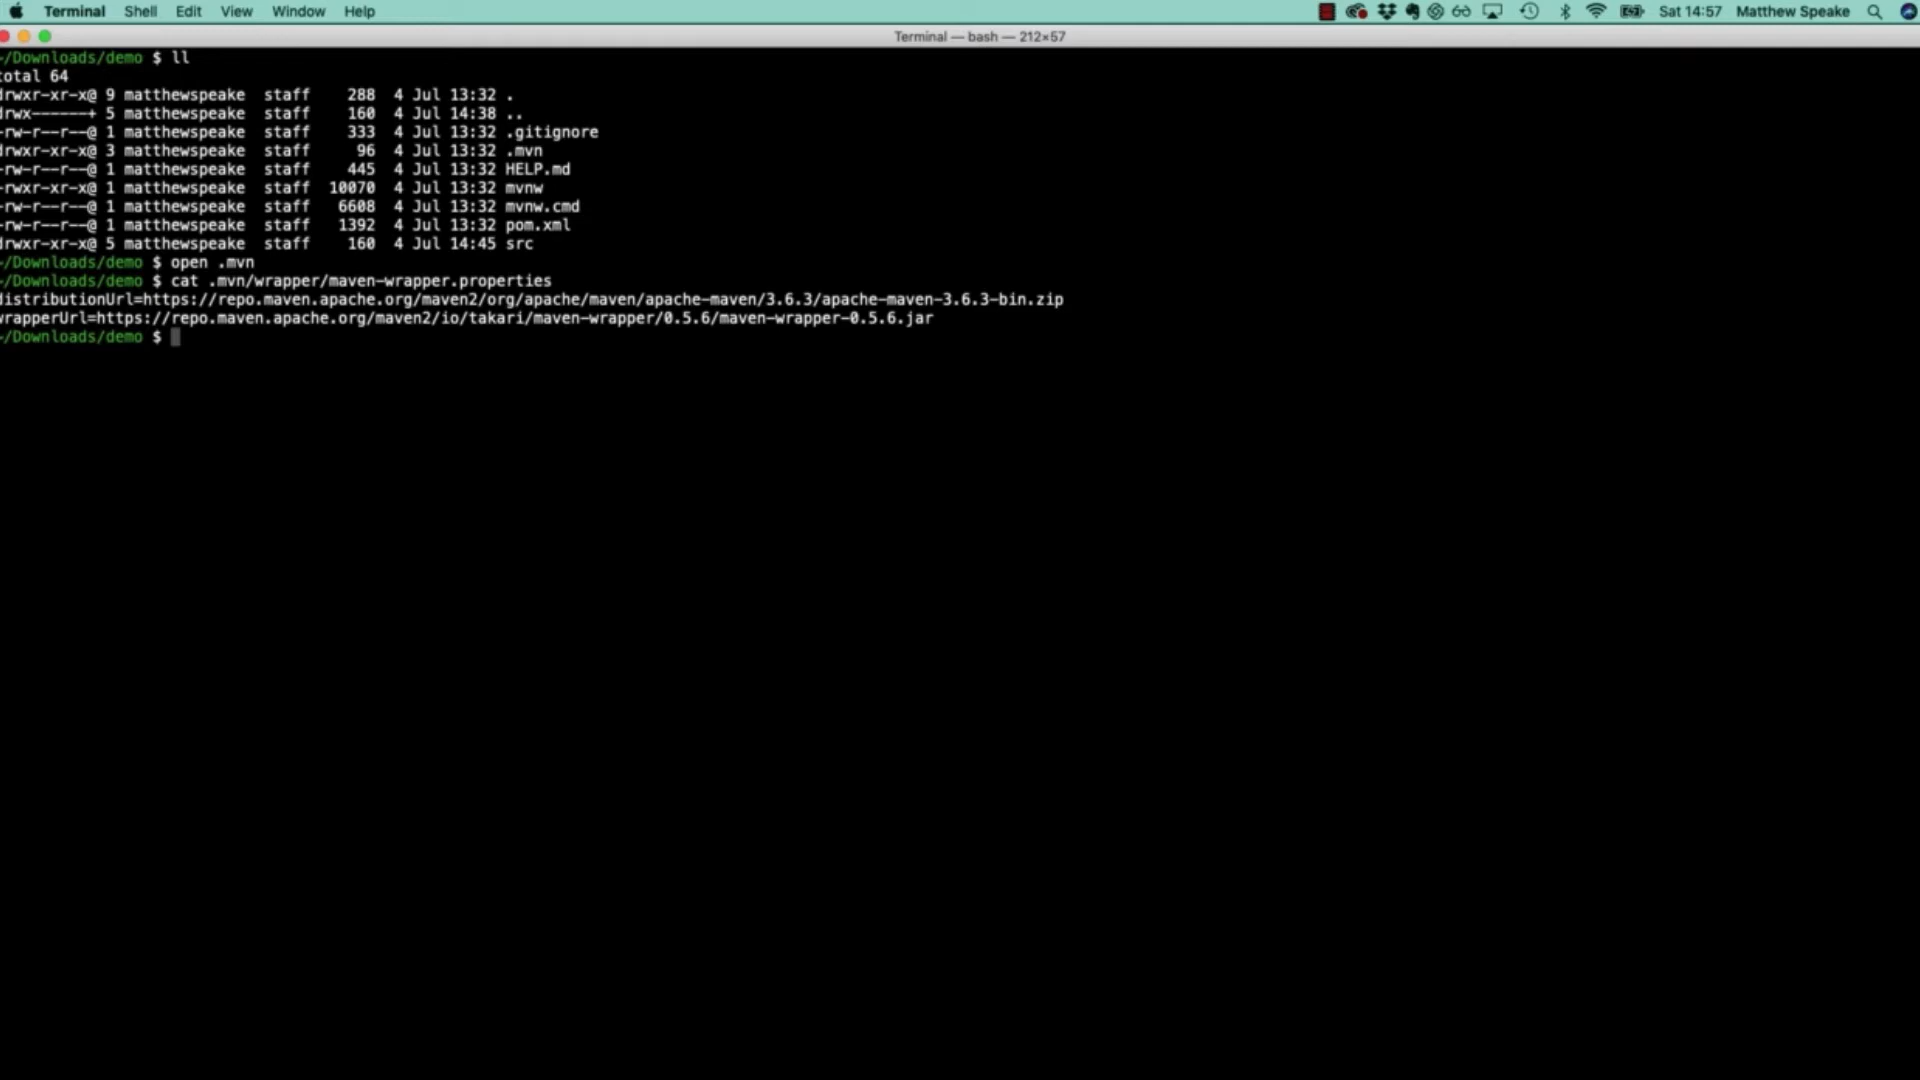 Terminal Shell Edit View Window Help Sat 14:57 Matthew Speake
Terminal — bash — 212×57
~/Downloads/demo $ ll
total 64
drwxr-xr-x@ 9 matthewspeake staff 288 4 Jul 13:32 .
drwx------+ 5 matthewspeake staff 160 4 Jul 14:38 ..
-rw-r--r--@ 1 matthewspeake staff 333 4 Jul 13:32 .gitignore
drwxr-xr-x@ 3 matthewspeake staff 96 4 Jul 13:32 .mvn
-rw-r--r--@ 1 matthewspeake staff 445 4 Jul 13:32 HELP.md
-rwxr-xr-x@ 1 matthewspeake staff 10070 4 Jul 13:32 mvnw
-rw-r--r--@ 1 matthewspeake staff 6608 4 Jul 13:32 mvnw.cmd
-rw-r--r--@ 1 matthewspeake staff 1392 4 Jul 13:32 pom.xml
drwxr-xr-x@ 5 matthewspeake staff 160 4 Jul 14:45 src
~/Downloads/demo $ open .mvn
~/Downloads/demo $ cat .mvn/wrapper/maven-wrapper.properties
distributionUrl=https://repo.maven.apache.org/maven2/org/apache/maven/apache-maven/3.6.3/apache-maven-3.6.3-bin.zip
wrapperUrl=https://repo.maven.apache.org/maven2/io/takari/maven-wrapper/0.5.6/maven-wrapper-0.5.6.jar
~/Downloads/demo $